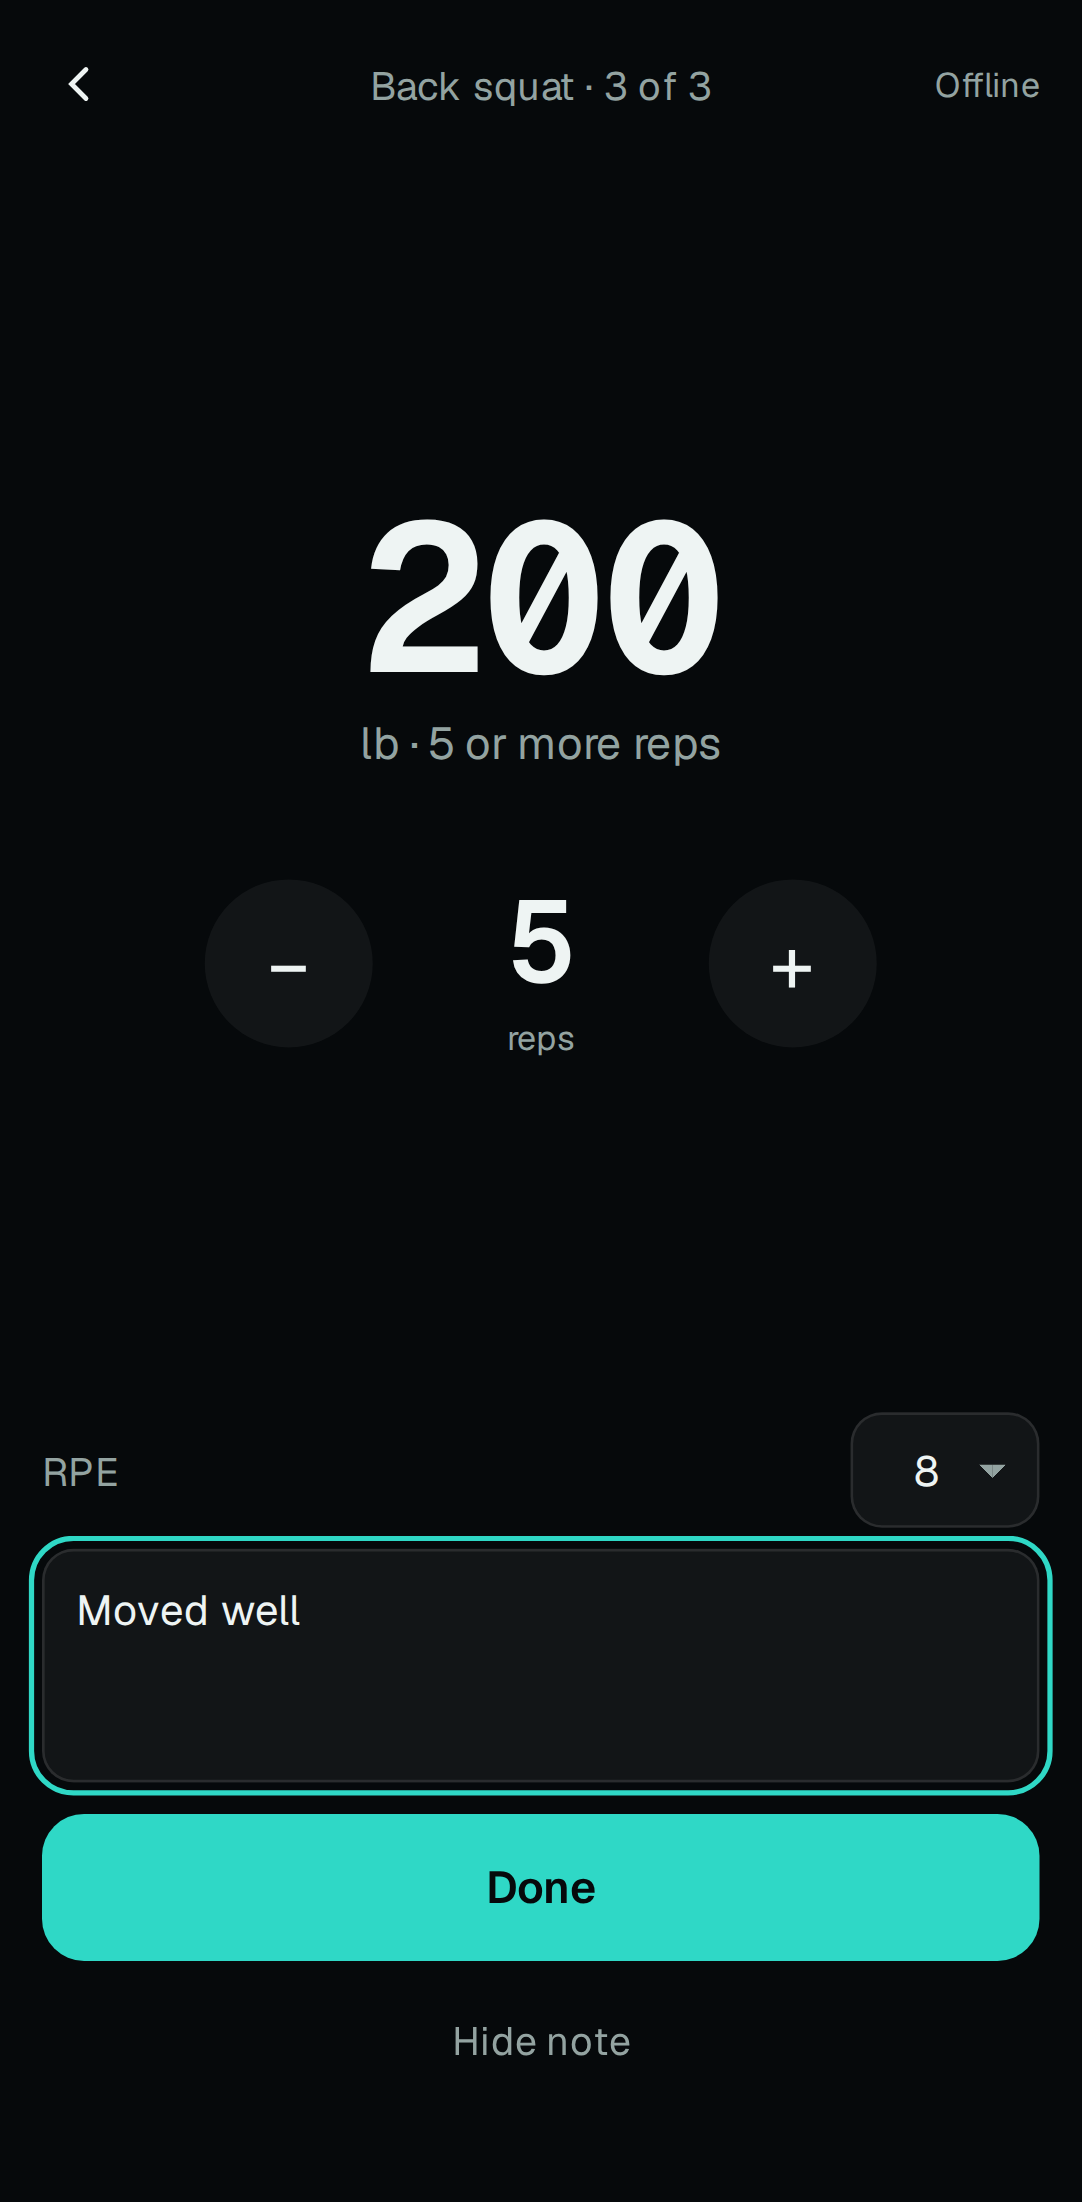 Back squat · 3 of 3
Offline
200
lb · 5 or more reps
−
5
+
reps
RPE
8
Moved well
Done
Hide note